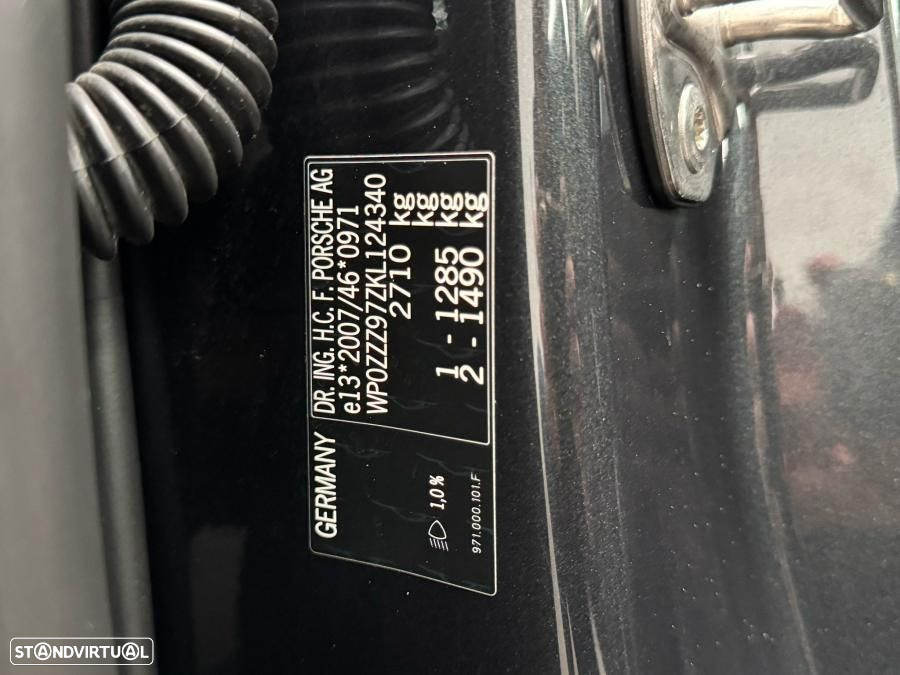 GERMANY
DR. ING. H.C. F. PORSCHE AG
e13*2007/46*0971
WP0ZZZ97ZKL124340
2710 kg
kg
1 - 1285 kg
2 - 1490 kg
1,0%
971.000.101.F
STANDVIRTUAL